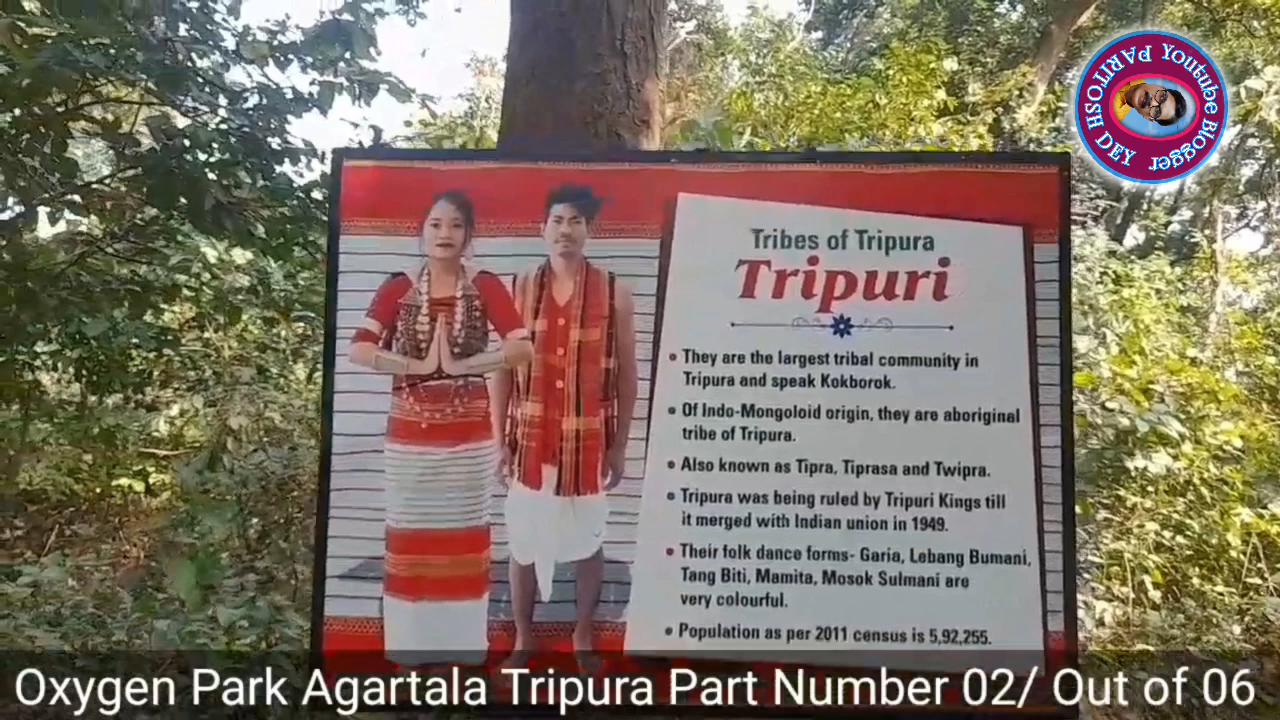 PARITOSH DEY Youtube Blogger
Tribes of Tripura
Tripuri
• They are the largest tribal community in
Tripura and speak Kokborok.
• Of Indo-Mongoloid origin, they are aboriginal
tribe of Tripura.
• Also known as Tipra, Tiprasa and Twipra.
• Tripura was being ruled by Tripuri Kings till
it merged with Indian union in 1949.
• Their folk dance forms- Garia, Lebang Bumani,
Tang Biti, Mamita, Mosok Sulmani are
very colourful.
• Population as per 2011 census is 5,92,255.
Oxygen Park Agartala Tripura Part Number 02/ Out of 06